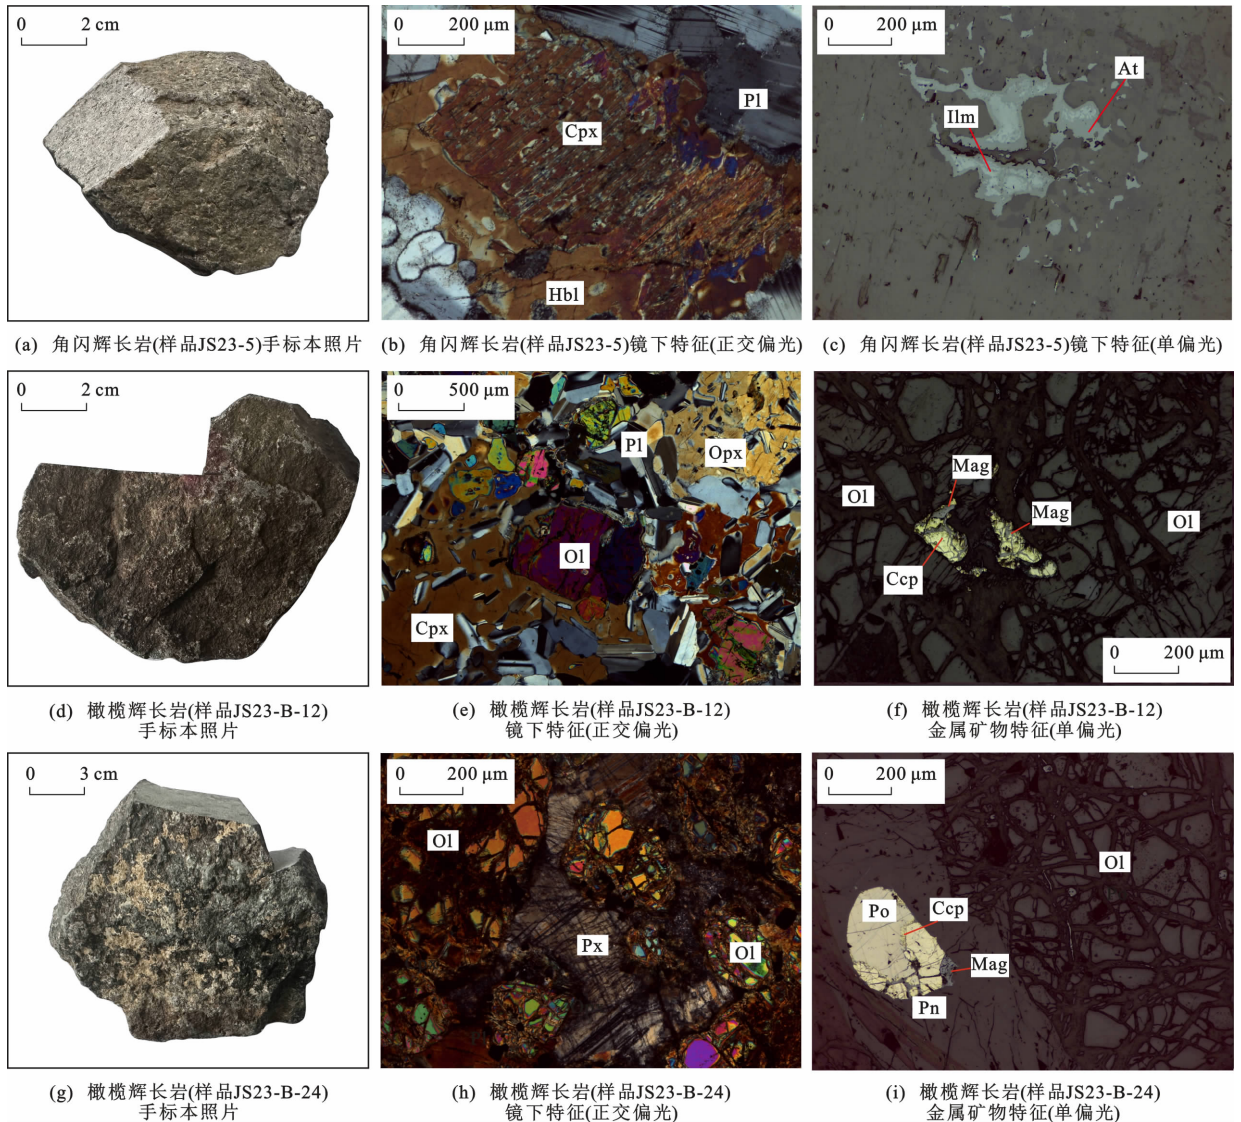 0 2 cm
0 200 μm
Pl
Cpx
Hbl
0 200 μm
At
Ilm
(a) 角闪辉长岩(样品JS23-5)手标本照片
(b) 角闪辉长岩(样品JS23-5)镜下特征(正交偏光)
(c) 角闪辉长岩(样品JS23-5)镜下特征(单偏光)
0 2 cm
0 500 μm
Pl
Opx
Ol
Cpx
Mag
Ol
Mag
Ol
Ccp
0 200 μm
(d) 橄榄辉长岩(样品JS23-B-12)
手标本照片
(e) 橄榄辉长岩(样品JS23-B-12)
镜下特征(正交偏光)
(f) 橄榄辉长岩(样品JS23-B-12)
金属矿物特征(单偏光)
0 3 cm
0 200 μm
Ol
Px
Ol
0 200 μm
Ol
Po
Ccp
Mag
Pn
(g) 橄榄辉长岩(样品JS23-B-24)
手标本照片
(h) 橄榄辉长岩(样品JS23-B-24)
镜下特征(正交偏光)
(i) 橄榄辉长岩(样品JS23-B-24)
金属矿物特征(单偏光)